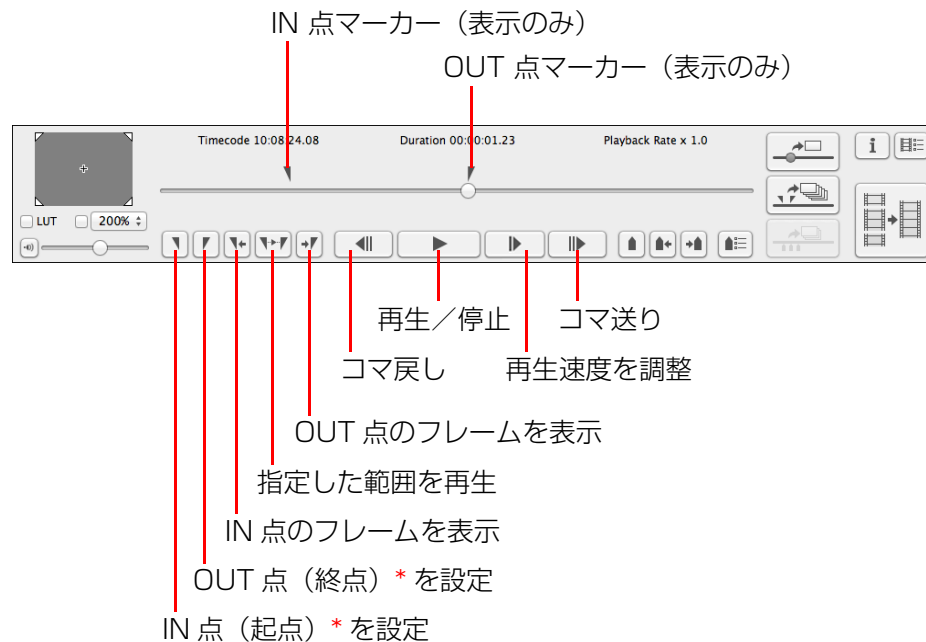 IN 点マーカー（表示のみ）
OUT 点マーカー（表示のみ）
Timecode 10:08:24.08
Duration 00:00:01.23
Playback Rate x 1.0
LUT
200%
再生／停止
コマ送り
コマ戻し
再生速度を調整
OUT 点のフレームを表示
指定した範囲を再生
IN 点のフレームを表示
OUT 点（終点）* を設定
IN 点（起点）* を設定